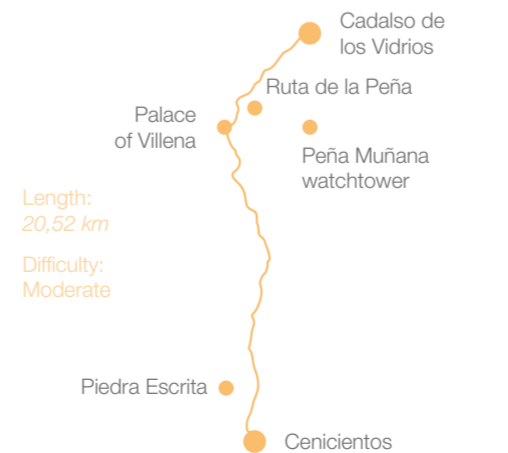 Cadalso de
los Vidrios
Ruta de la Peña
Palace
of Villena
Peña Muñana
watchtower
Length:
20,52 km
Difficulty:
Moderate
Piedra Escrita
Cenicientos